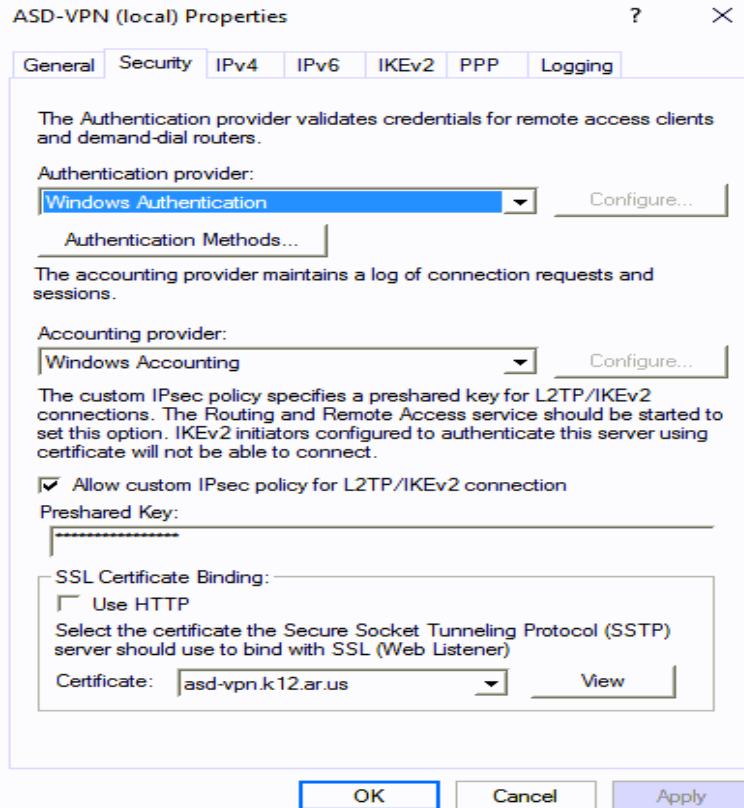 ASD-VPN (local) Properties ? ×
General Security IPv4 IPv6 IKEv2 PPP Logging
The Authentication provider validates credentials for remote access clients
and demand-dial routers.
Authentication provider:
Windows Authentication Configure...
Authentication Methods...
The accounting provider maintains a log of connection requests and
sessions.
Accounting provider:
Windows Accounting Configure...
The custom IPsec policy specifies a preshared key for L2TP/IKEv2
connections. The Routing and Remote Access service should be started to
set this option. IKEv2 initiators configured to authenticate this server using
certificate will not be able to connect.
Allow custom IPsec policy for L2TP/IKEv2 connection
Preshared Key:
****************
SSL Certificate Binding:
Use HTTP
Select the certificate the Secure Socket Tunneling Protocol (SSTP)
server should use to bind with SSL (Web Listener)
Certificate: asd-vpn.k12.ar.us View
OK Cancel Apply